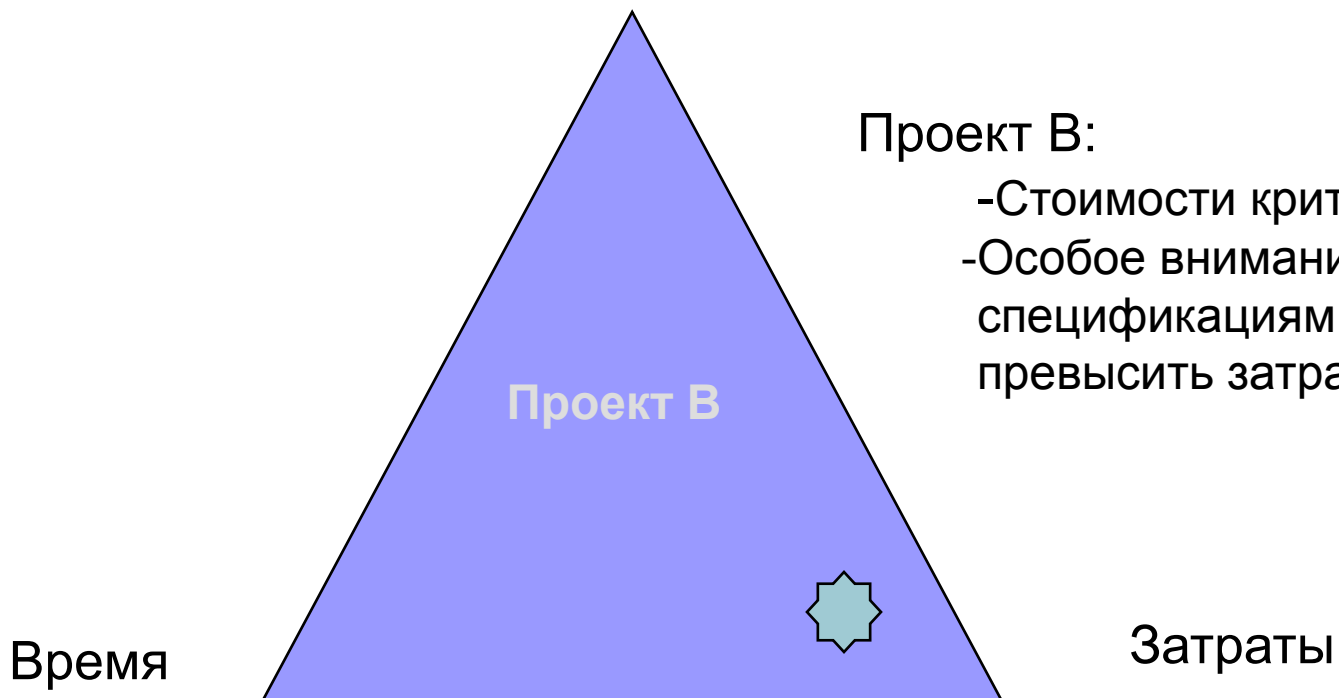 Проект В:
-Стоимости крит
-Особое внимани
спецификациям
превысить затра
Проект В
Время
Затраты